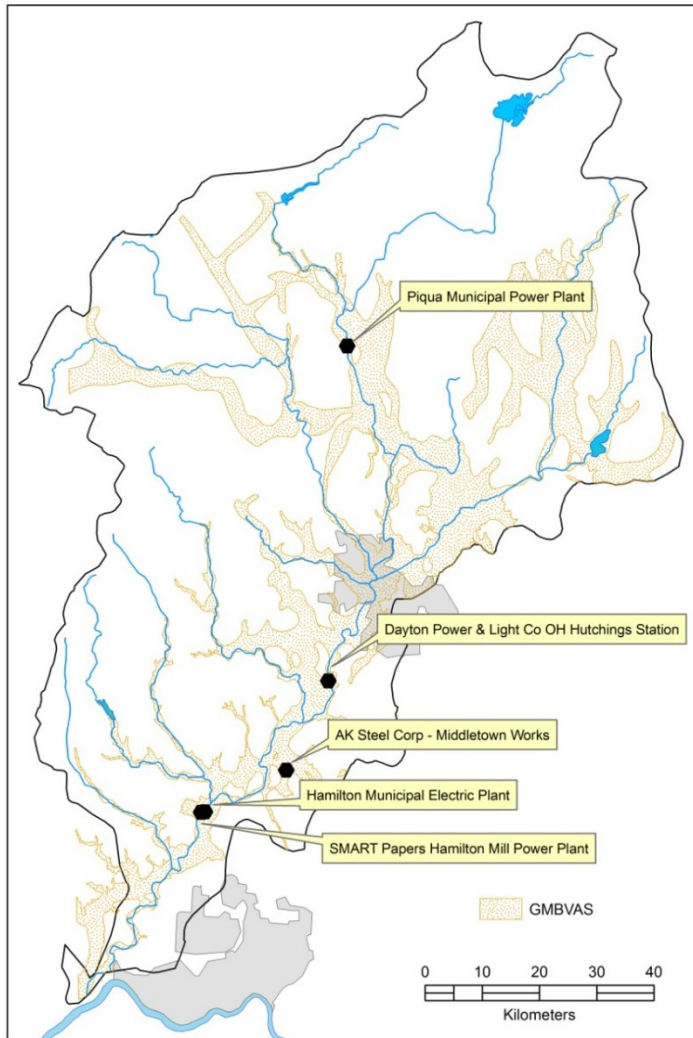 Piqua Municipal Power Plant
Dayton Power & Light Co OH Hutchings Station
AK Steel Corp - Middletown Works
Hamilton Municipal Electric Plant
SMART Papers Hamilton Mill Power Plant
GMBVAS
0 10 20 30 40
Kilometers